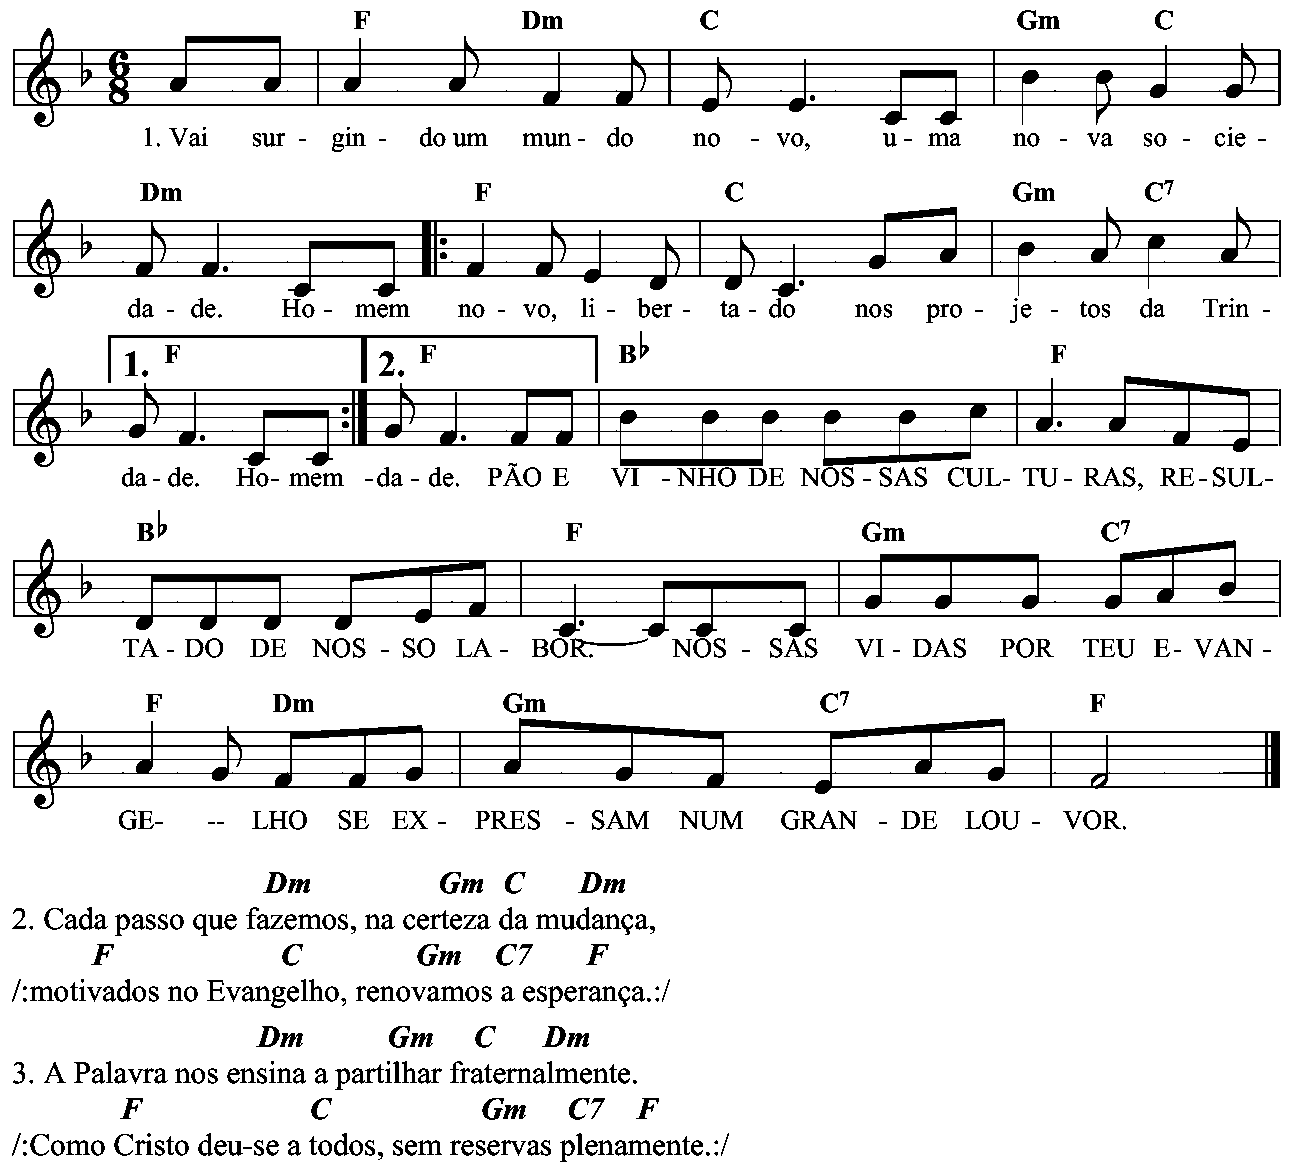 F Dm C Gm C
6
8
1. Vai sur - gin - do um mun - do no - vo, u - ma no - va so - cie -
Dm F C Gm C7
da - de. Ho - mem no - vo, li - ber - ta - do nos pro - je - tos da Trin -
1. F 2. F Bb F
da - de. Ho - mem - da - de. PÃO E VI - NHO DE NOS - SAS CUL - TU - RAS, RE - SUL -
Bb F Gm C7
TA - DO DE NOS - SO LA - BOR. NOS - SAS VI - DAS POR TEU E - VAN -
F Dm Gm C7 F
GE- -- LHO SE EX - PRES - SAM NUM GRAN - DE LOU - VOR.
Dm Gm C Dm
2. Cada passo que fazemos, na certeza da mudança,
F C Gm C7 F
/:motivados no Evangelho, renovamos a esperança.:/
Dm Gm C Dm
3. A Palavra nos ensina a partilhar fraternalmente.
F C Gm C7 F
/:Como Cristo deu-se a todos, sem reservas plenamente.:/